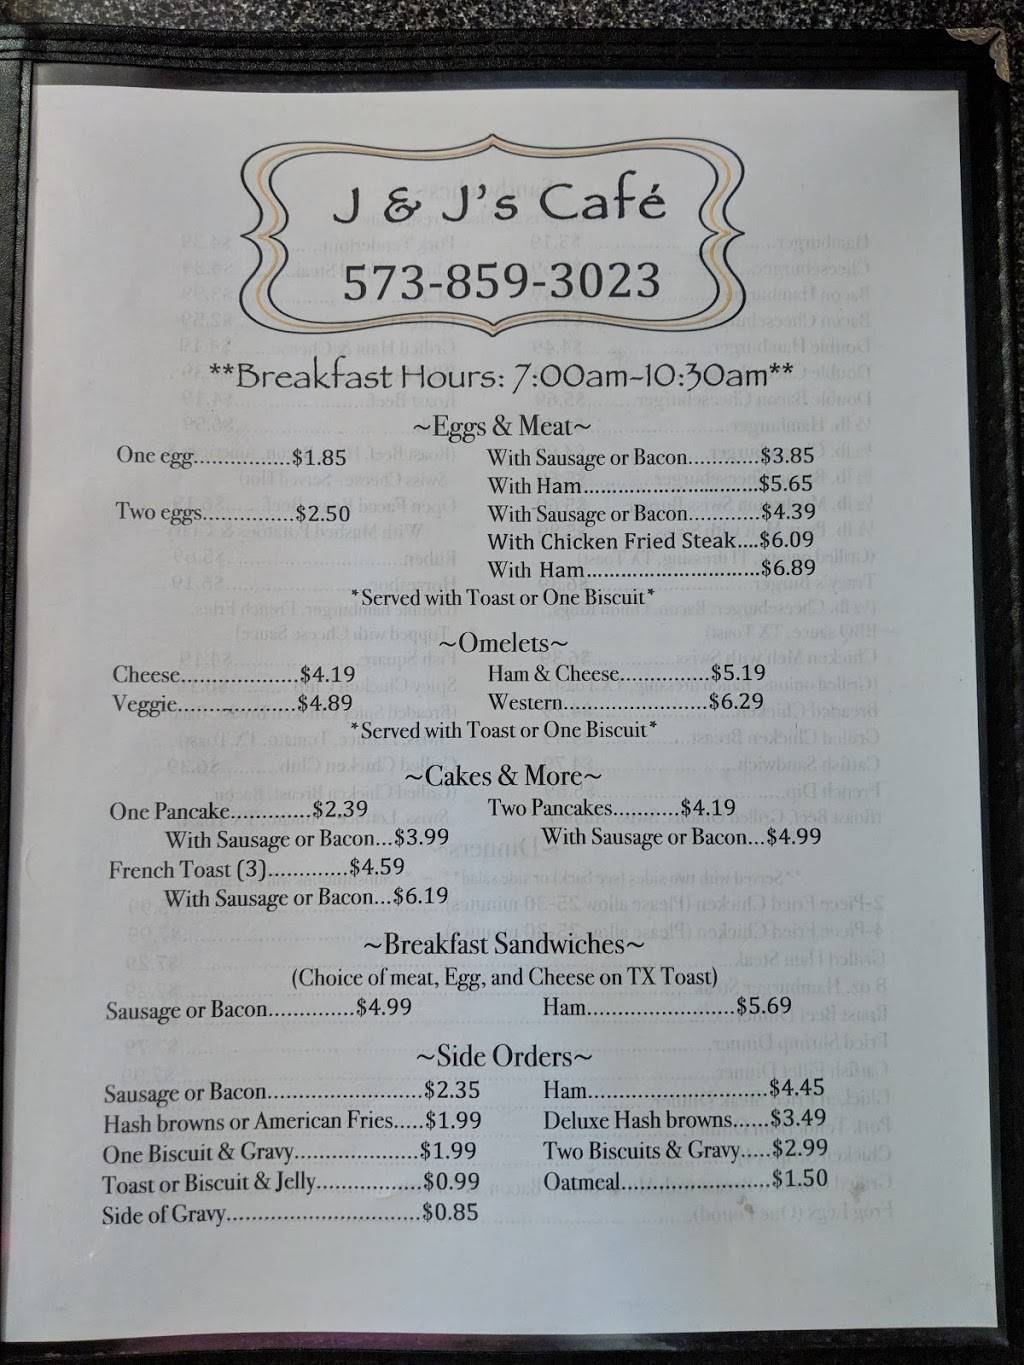 J & J's Café
573-859-3023
**Breakfast Hours: 7:00am-10:30am**
~Eggs & Meat~
One egg................$1.85 With Sausage or Bacon............$3.85
With Ham..............................$5.65
Two eggs...............$2.50 With Sausage or Bacon............$4.39
With Chicken Fried Steak....$6.09
With Ham..............................$6.89
*Served with Toast or One Biscuit*
~Omelets~
Cheese...................$4.19 Ham & Cheese...............$5.19
Veggie...................$4.89 Western........................$6.29
*Served with Toast or One Biscuit*
~Cakes & More~
One Pancake.............$2.39 Two Pancakes...........$4.19
With Sausage or Bacon...$3.99 With Sausage or Bacon...$4.99
French Toast (3).............$4.59
With Sausage or Bacon...$6.19
~Breakfast Sandwiches~
(Choice of meat, Egg, and Cheese on TX Toast)
Sausage or Bacon..............$4.99 Ham........................$5.69
~Side Orders~
Sausage or Bacon.........................$2.35 Ham.............................$4.45
Hash browns or American Fries.....$1.99 Deluxe Hash browns......$3.49
One Biscuit & Gravy....................$1.99 Two Biscuits & Gravy.....$2.99
Toast or Biscuit & Jelly.................$0.99 Oatmeal........................$1.50
Side of Gravy...............................$0.85